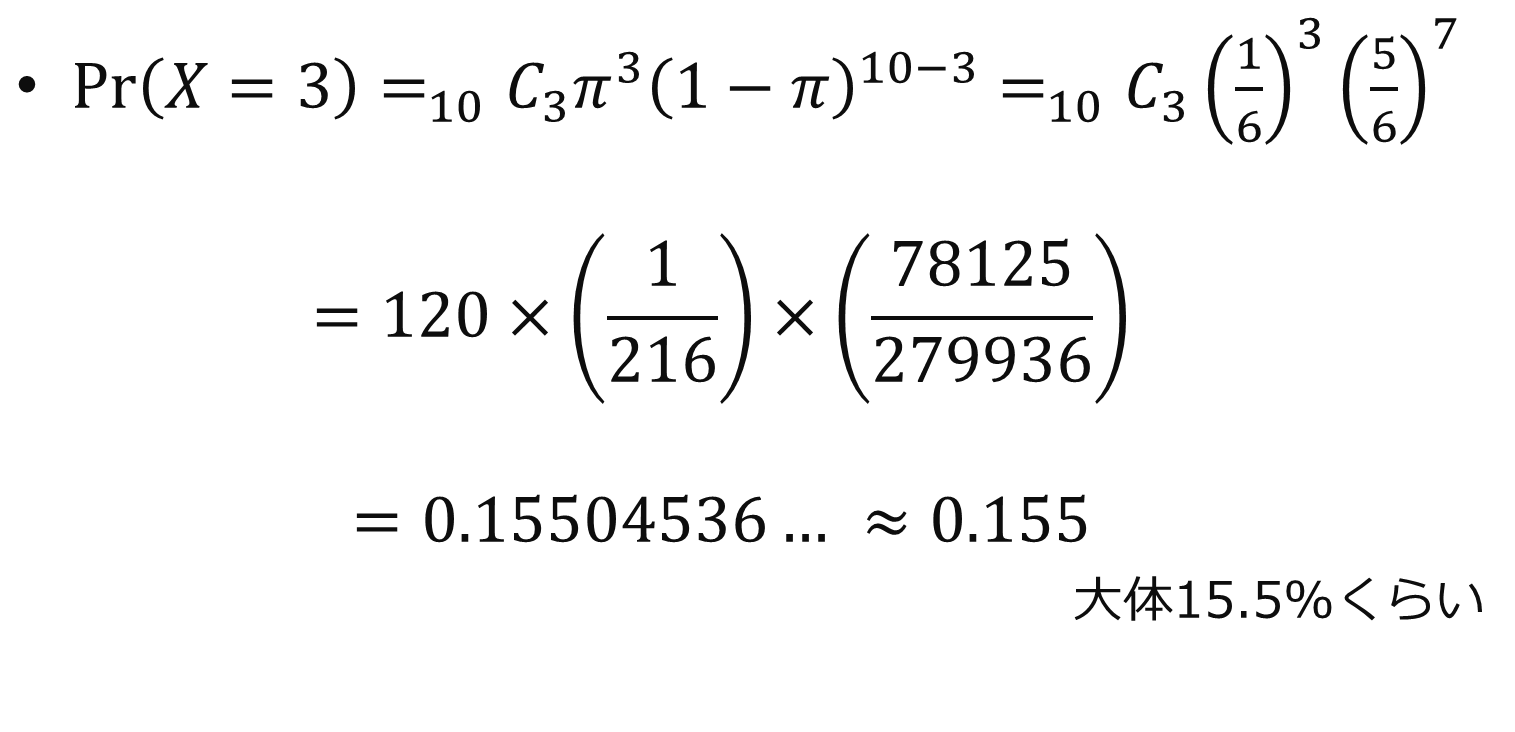 • Pr(𝑋 = 3) =₁₀ 𝐶₃𝜋³(1 − 𝜋)¹⁰⁻³ =₁₀ 𝐶₃ (1/6)³ (5/6)⁷
= 120 × (1/216) × (78125/279936)
= 0.15504536 … ≈ 0.155
大体15.5%くらい